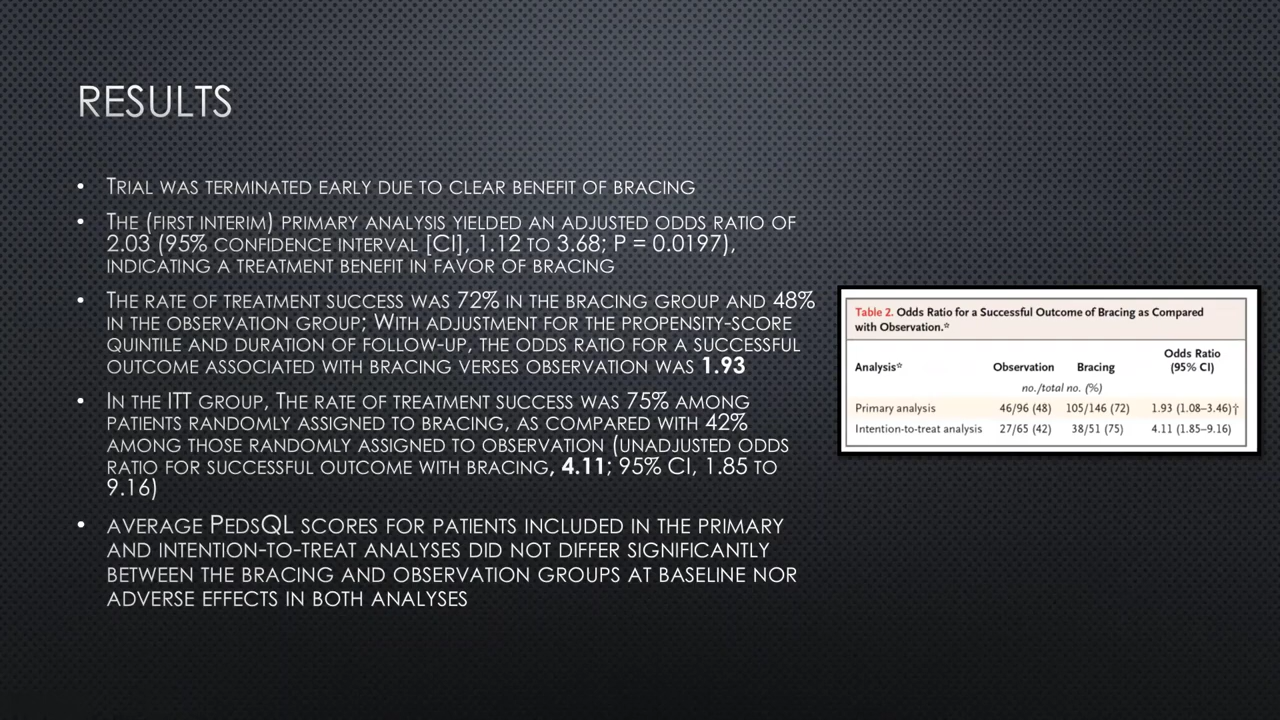 RESULTS
• TRIAL WAS TERMINATED EARLY DUE TO CLEAR BENEFIT OF BRACING
• THE (FIRST INTERIM) PRIMARY ANALYSIS YIELDED AN ADJUSTED ODDS RATIO OF
2.03 (95% CONFIDENCE INTERVAL [CI], 1.12 TO 3.68; P = 0.0197),
INDICATING A TREATMENT BENEFIT IN FAVOR OF BRACING
• THE RATE OF TREATMENT SUCCESS WAS 72% IN THE BRACING GROUP AND 48%
IN THE OBSERVATION GROUP; WITH ADJUSTMENT FOR THE PROPENSITY-SCORE
QUINTILE AND DURATION OF FOLLOW-UP, THE ODDS RATIO FOR A SUCCESSFUL
OUTCOME ASSOCIATED WITH BRACING VERSES OBSERVATION WAS 1.93
• IN THE ITT GROUP, THE RATE OF TREATMENT SUCCESS WAS 75% AMONG
PATIENTS RANDOMLY ASSIGNED TO BRACING, AS COMPARED WITH 42%
AMONG THOSE RANDOMLY ASSIGNED TO OBSERVATION (UNADJUSTED ODDS
RATIO FOR SUCCESSFUL OUTCOME WITH BRACING, 4.11; 95% CI, 1.85 TO
9.16)
• AVERAGE PEDSQL SCORES FOR PATIENTS INCLUDED IN THE PRIMARY
AND INTENTION-TO-TREAT ANALYSES DID NOT DIFFER SIGNIFICANTLY
BETWEEN THE BRACING AND OBSERVATION GROUPS AT BASELINE NOR
ADVERSE EFFECTS IN BOTH ANALYSES
Table 2. Odds Ratio for a Successful Outcome of Bracing as Compared
with Observation.*
Analysis* Observation Bracing Odds Ratio (95% CI)
no./total no. (%)
Primary analysis 46/96 (48) 105/146 (72) 1.93 (1.08–3.46)†
Intention-to-treat analysis 27/65 (42) 38/51 (75) 4.11 (1.85–9.16)